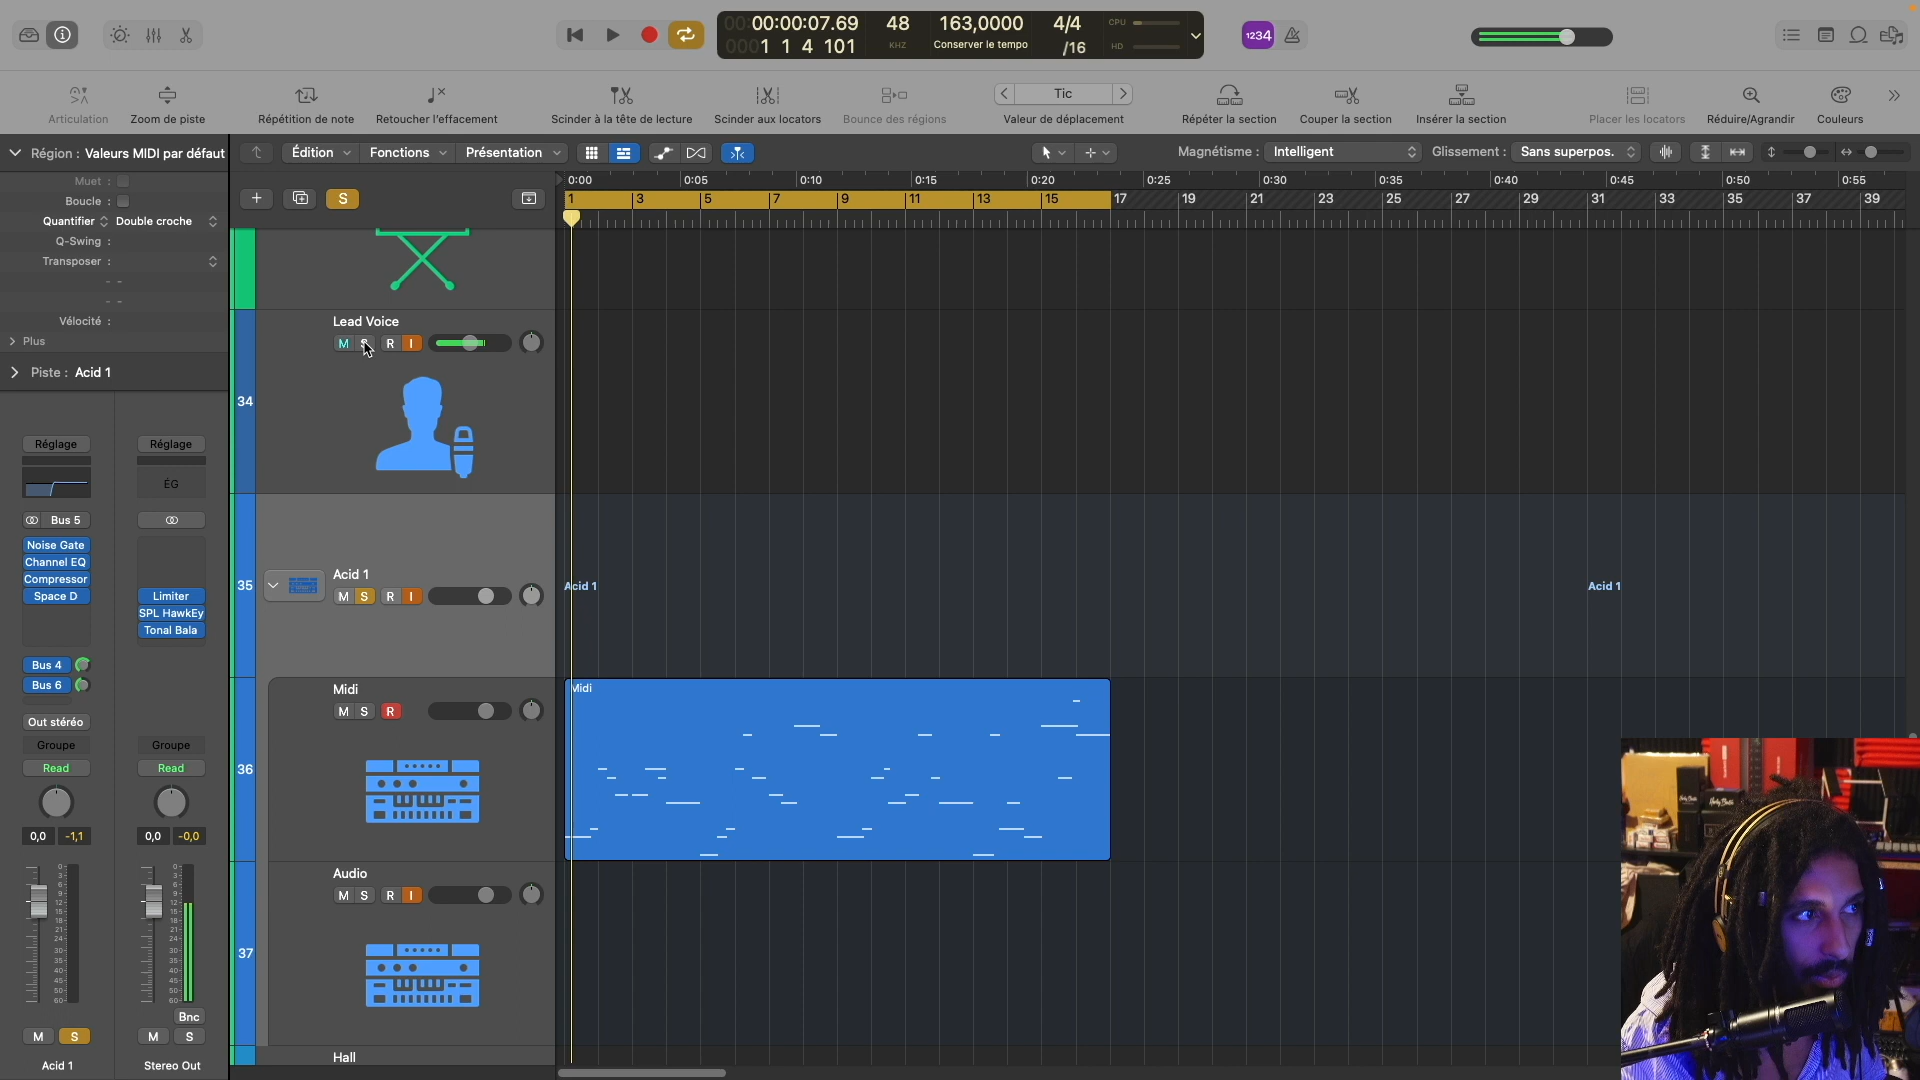 00:00:00:07.69
48
163,0000
4/4
CPU
0001 1 4 101
KHZ
Conserver le tempo
/16
HD
1234
Articulation
Zoom de piste
Répétition de note
Retoucher l'effacement
Scinder à la tête de lecture
Scinder aux locators
Bounce des régions
Tic
Valeur de déplacement
Répéter la section
Couper la section
Insérer la section
Placer les locators
Réduire/Agrandir
Couleurs
Région : Valeurs MIDI par défaut
Édition
Fonctions
Présentation
Magnétisme : Intelligent
Glissement : Sans superpos.
Muet :
Boucle :
Quantifier Double croche
Q-Swing :
Transposer :
Vélocité :
Plus
Piste : Acid 1
S
0:00 0:05 0:10 0:15 0:20 0:25 0:30 0:35 0:40 0:45 0:50 0:55
1 3 5 7 9 11 13 15 17 19 21 23 25 27 29 31 33 35 37 39
34
Lead Voice
M S R I
35
Acid 1
M S R I
Acid 1
Acid 1
36
Midi
M S R
Midi
37
Audio
M S R I
Hall
Réglage
Réglage
ÉG
Bus 5
Noise Gate
Channel EQ
Compressor
Space D
Limiter
SPL HawkEy
Tonal Bala
Bus 4
Bus 6
Out stéréo
Groupe
Groupe
Read
Read
0,0 -1,1
0,0 -0,0
Bnc
M S
M S
Acid 1
Stereo Out